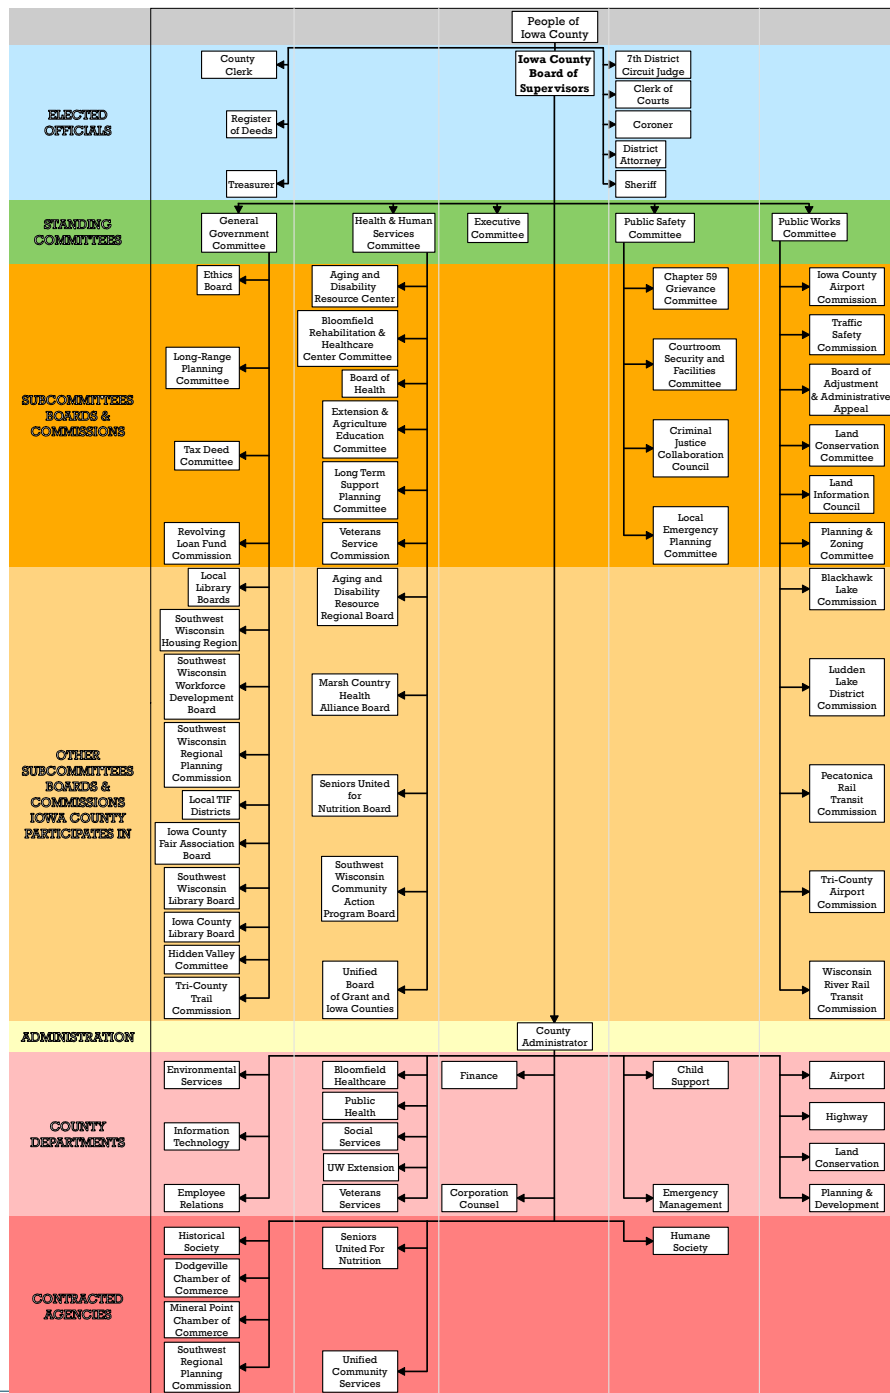 People of
Iowa County
ELECTED
OFFICIALS
County
Clerk
Register
of Deeds
Treasurer
Iowa County
Board of
Supervisors
7th District
Circuit Judge
Clerk of
Courts
Coroner
District
Attorney
Sheriff
STANDING
COMMITTEES
General
Government
Committee
Health & Human
Services
Committee
Executive
Committee
Public Safety
Committee
Public Works
Committee
SUBCOMMITTEES
BOARDS &
COMMISSIONS
Ethics
Board
Long-Range
Planning
Committee
Tax Deed
Committee
Revolving
Loan Fund
Commission
Aging and
Disability
Resource Center
Bloomfield
Rehabilitation &
Healthcare
Center Committee
Board of
Health
Extension &
Agriculture
Education
Committee
Long Term
Support
Planning
Committee
Veterans
Service
Commission
Chapter 59
Grievance
Committee
Courtroom
Security and
Facilities
Committee
Criminal
Justice
Collaboration
Council
Local
Emergency
Planning
Committee
Iowa County
Airport
Commission
Traffic
Safety
Commission
Board of
Adjustment
& Administrative
Appeal
Land
Conservation
Committee
Land
Information
Council
Planning &
Zoning
Committee
OTHER
SUBCOMMITTEES
BOARDS &
COMMISSIONS
IOWA COUNTY
PARTICIPATES IN
Local
Library
Boards
Southwest
Wisconsin
Housing Region
Southwest
Wisconsin
Workforce
Development
Board
Southwest
Wisconsin
Regional
Planning
Commission
Local TIF
Districts
Iowa County
Fair Association
Board
Southwest
Wisconsin
Library Board
Iowa County
Library Board
Hidden Valley
Committee
Tri-County
Trail
Commission
Aging and
Disability
Resource
Regional Board
Marsh Country
Health
Alliance Board
Seniors United
for
Nutrition Board
Southwest
Wisconsin
Community
Action
Program Board
Unified
Board
of Grant and
Iowa Counties
Blackhawk
Lake
Commission
Ludden
Lake
District
Commission
Pecatonica
Rail
Transit
Commission
Tri-County
Airport
Commission
Wisconsin
River Rail
Transit
Commission
ADMINISTRATION
County
Administrator
COUNTY
DEPARTMENTS
Environmental
Services
Information
Technology
Employee
Relations
Bloomfield
Healthcare
Public
Health
Social
Services
UW Extension
Veterans
Services
Finance
Corporation
Counsel
Child
Support
Emergency
Management
Airport
Highway
Land
Conservation
Planning &
Development
CONTRACTED
AGENCIES
Historical
Society
Dodgeville
Chamber of
Commerce
Mineral Point
Chamber of
Commerce
Southwest
Regional
Planning
Commission
Seniors
United For
Nutrition
Unified
Community
Services
Humane
Society